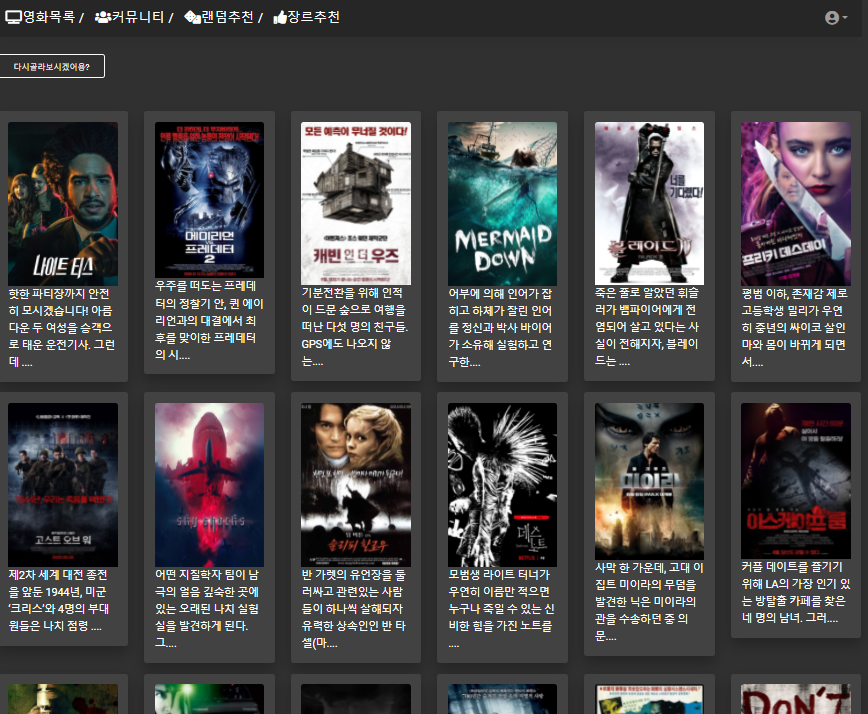 영화목록 / 커뮤니티 / 랜덤추천 / 장르추천
다시골라보시겠어용?
나이트 티스
핫한 파티장까지 안전
히 모시겠습니다! 아름
다운 두 여성을 승객으
로 태운 운전기사. 그런
데 ....
프레데터
2
우주를 떠도는 프레데
터의 정찰기 안, 퀸 에이
리언과의 대결에서 최
후를 맞이한 프레데터
의 시....
모든 예측이 무너질 것이다!
캐빈 인 더 우즈
기분전환을 위해 인적
이 드문 숲으로 여행을
떠난 다섯 명의 친구들.
GPS에도 나오지 않
는....
MERMAID
DOWN
어부에 의해 인어가 잡
히고 하체가 잘린 인어
를 정신과 박사 바이어
가 소유해 실험하고 연
구한....
너를
기다렸다!
블레이드
죽은 줄로 알았던 휘슬
러가 뱀파이어에게 전
염되어 살고 있다는 사
실이 전해지자, 블레이
드는 ....
프리키 데스데이
평범 이하, 존재감 제로
고등학생 밀리가 우연
히 중년의 싸이코 살인
마와 몸이 바뀌게 되면
서....
고스트 오브 워
제2차 세계 대전 종전
을 앞둔 1944년, 미군
‘크리스’와 4명의 부대
원들은 나치 점령 ....
SKY SHARKS
어떤 지질학자 팀이 남
극의 얼음 깊숙한 곳에
있는 오래된 나치 실험
실을 발견하게 된다.
그....
슬리피 할로우
반 가렛의 유언장을 둘
러싸고 관련있는 사람
들이 하나씩 살해되자
유력한 상속인인 반 타
셀(마....
데스
노트
NETFLIX
모범생 라이트 터너가
우연히 이름만 적으면
누구나 죽일 수 있는 신
비한 힘을 가진 노트를
....
미이라
사막 한 가운데, 고대 이
집트 미이라의 무덤을
발견한 닉은 미이라의
관을 수송하던 중 의
문....
이스케이프 룸
커플 데이트를 즐기기
위해 LA의 가장 인기 있
는 방탈출 카페를 찾은
네 명의 남녀. 그러....
DON'T